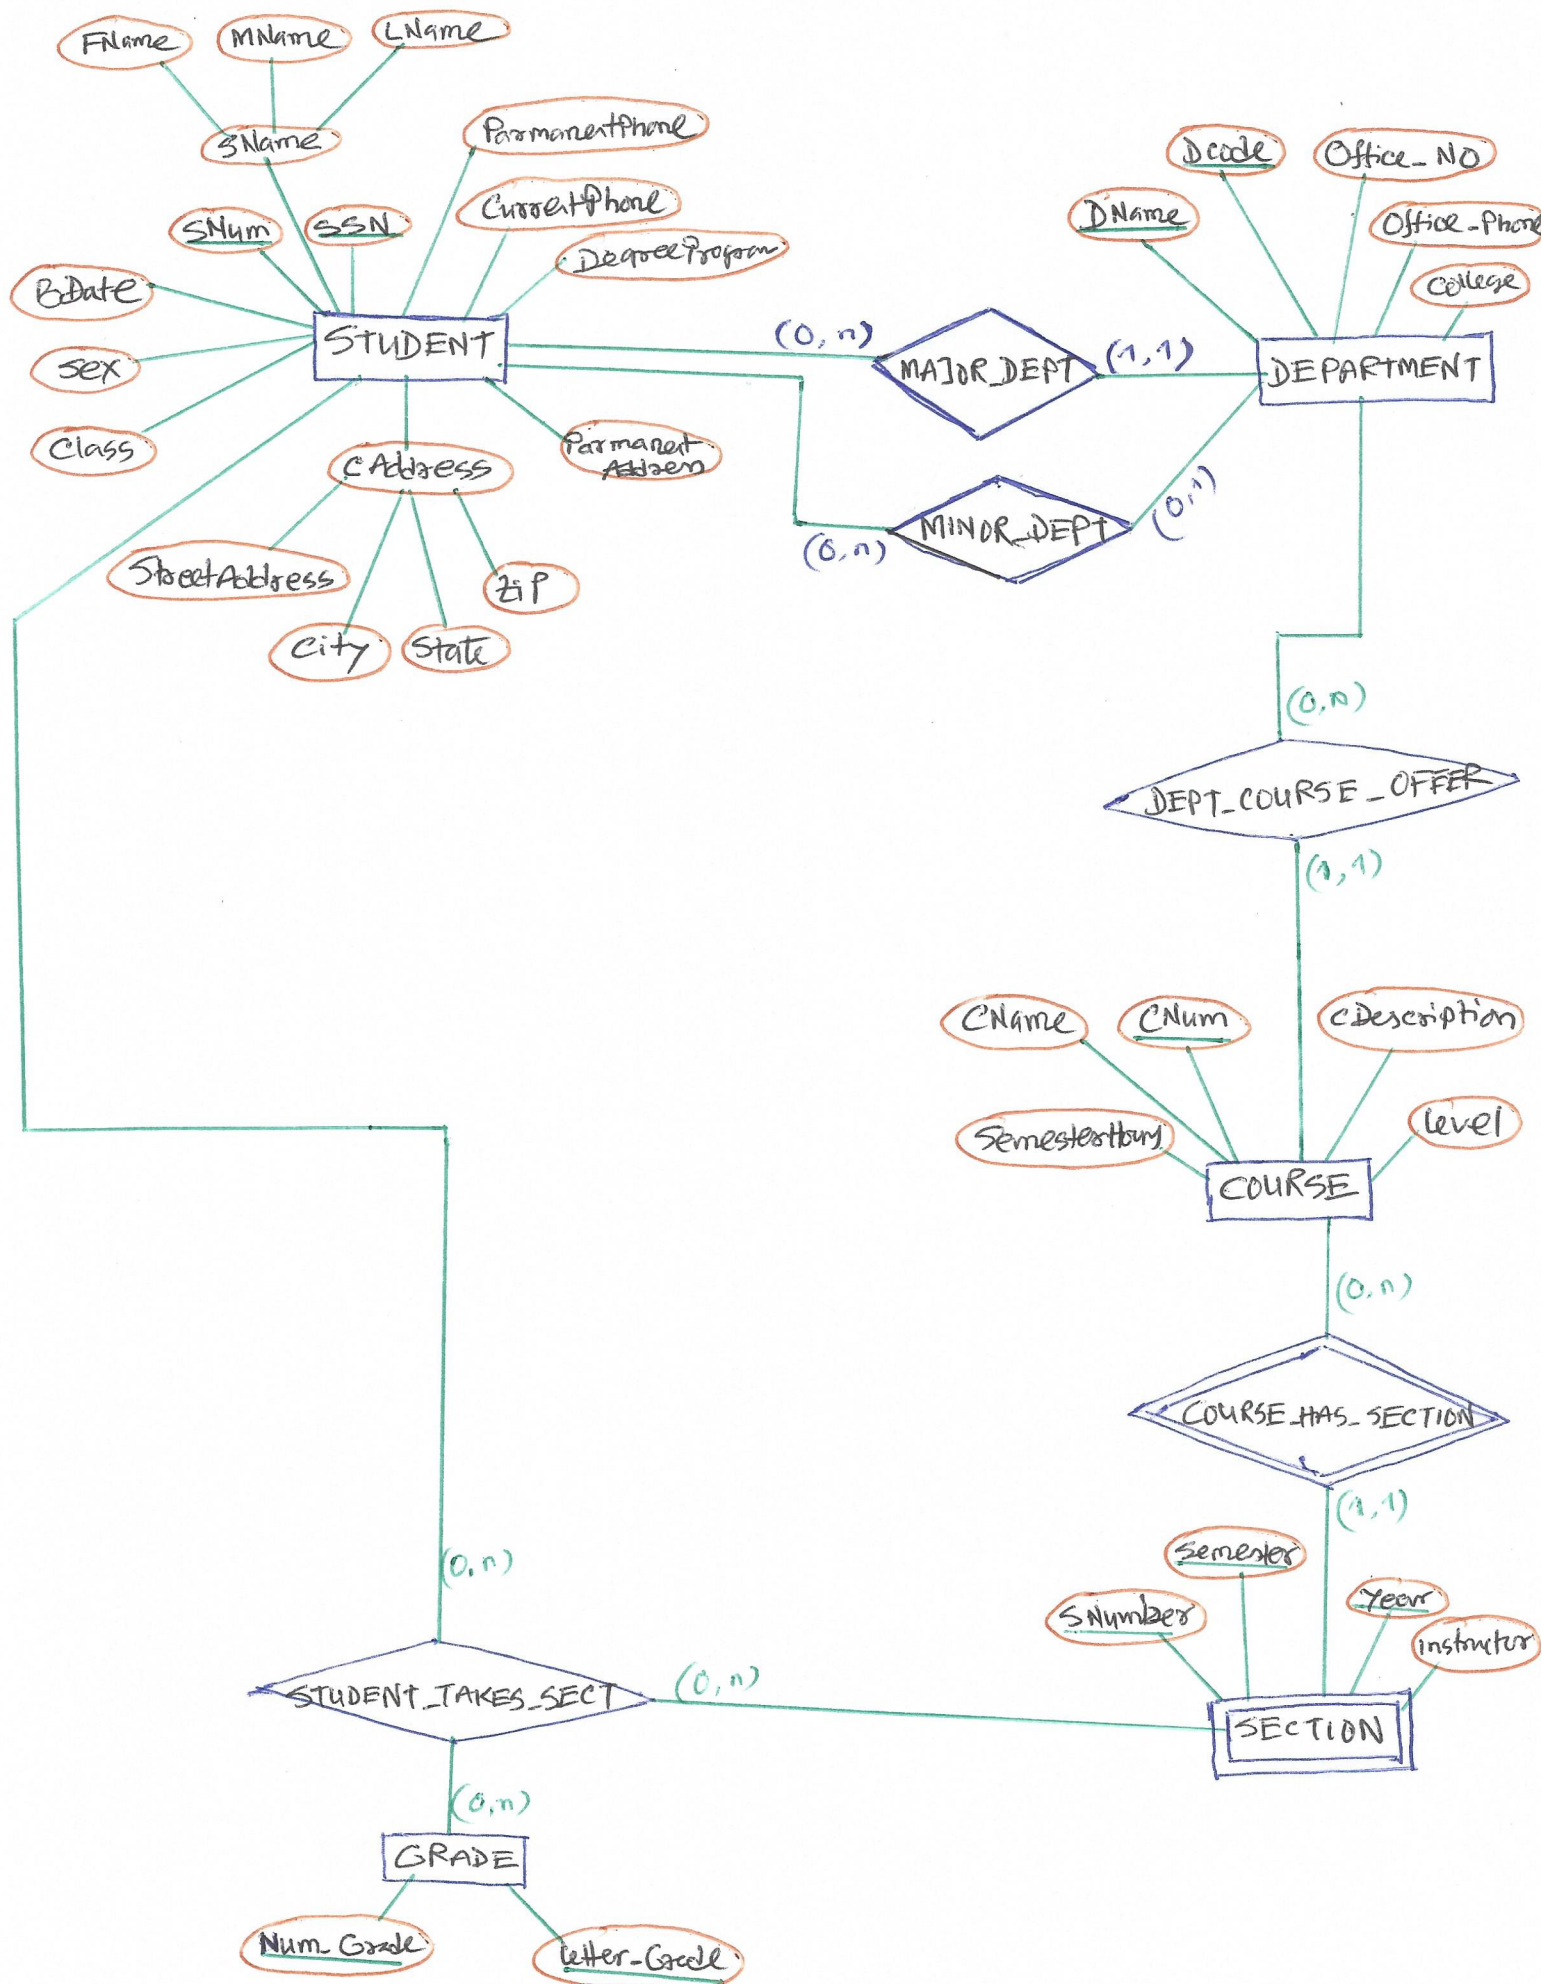 FName
MName
LName
SName
ParmanentPhone
CurrentPhone
DegreeProgram
SNum
SSN
BDate
sex
Class
STUDENT
CAddress
Parmanent
Address
StreetAddress
City
State
Zip
(0,n)
MAJOR_DEPT
(1,1)
(0,n)
MINOR_DEPT
(0,1)
Dcode
Office_NO
DName
Office_Phone
College
DEPARTMENT
(0,n)
DEPT_COURSE_OFFER
(1,1)
CName
CNum
CDescription
SemesterHours
Level
COURSE
(0,n)
COURSE_HAS_SECTION
(1,1)
Semester
SNumber
Year
instructor
SECTION
(0,n)
STUDENT_TAKES_SECT
(0,n)
(0,n)
GRADE
Num_Grade
Letter_Grade